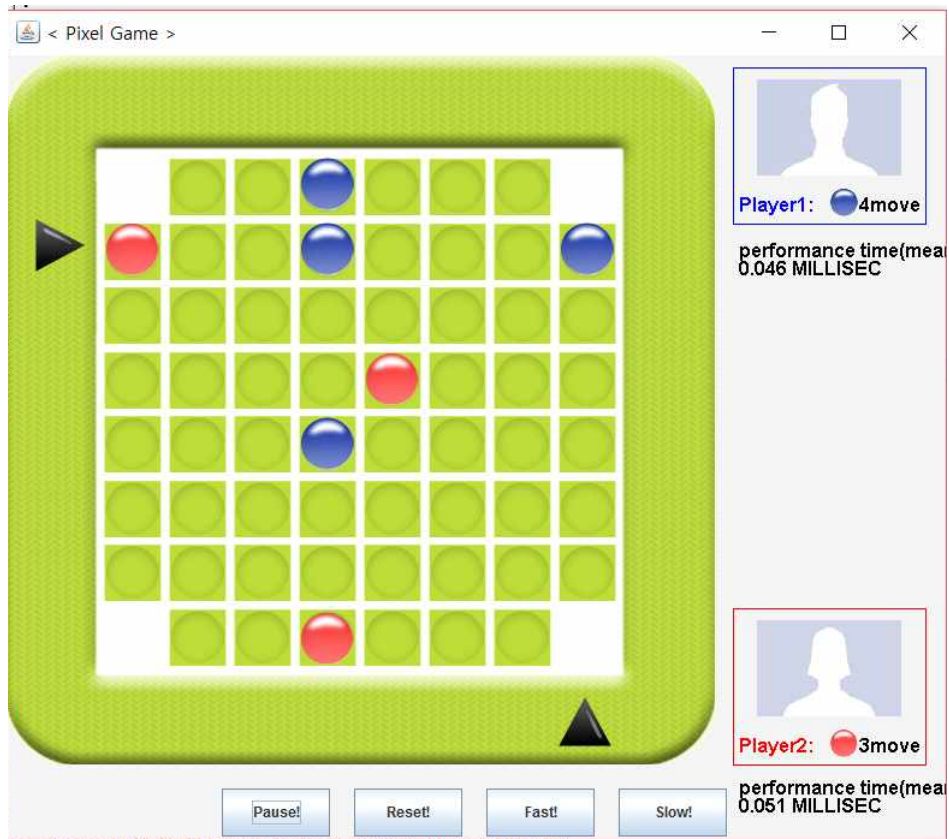 < Pixel Game >
Player1: 4move
performance time(mea
0.046 MILLISEC
Player2: 3move
performance time(mea
0.051 MILLISEC
Pause! Reset! Fast! Slow!